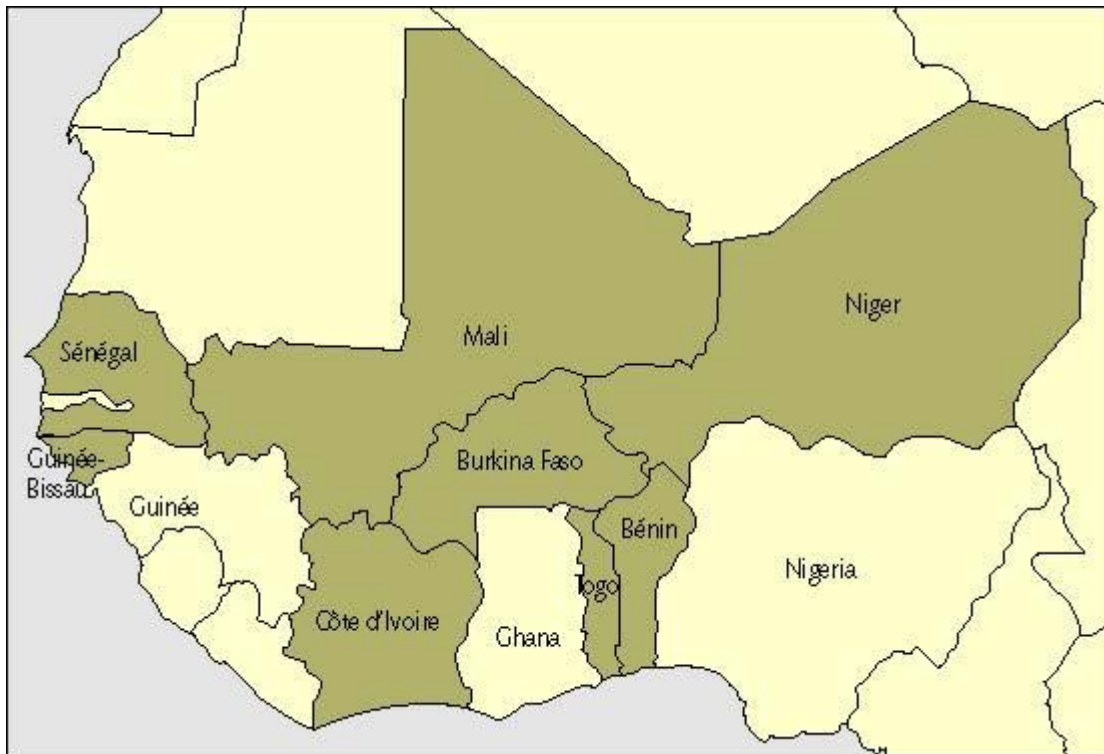 Niger
Mali
Sénégal
Guinée-
Bissau
Burkina Faso
Guinée
Bénin
Nigeria
Togo
Côte d'Ivoire
Ghana